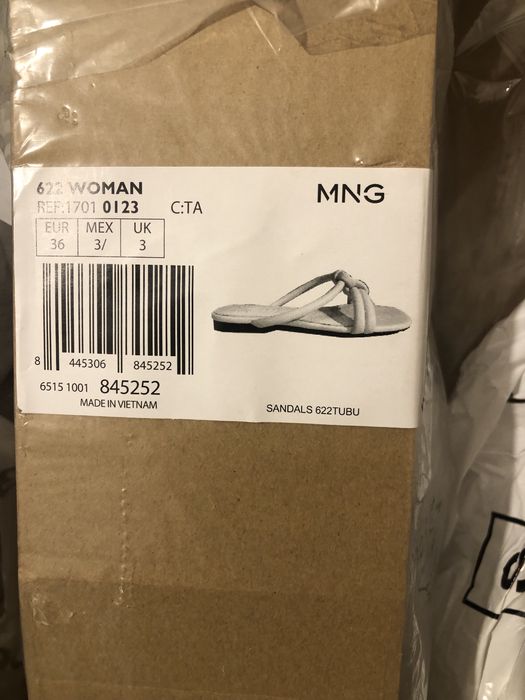 622 WOMAN
MNG
REF:1701 0123 C:TA
EUR MEX UK
36 3/ 3
8 445306 845252
6515 1001 845252
MADE IN VIETNAM
SANDALS 622TUBU